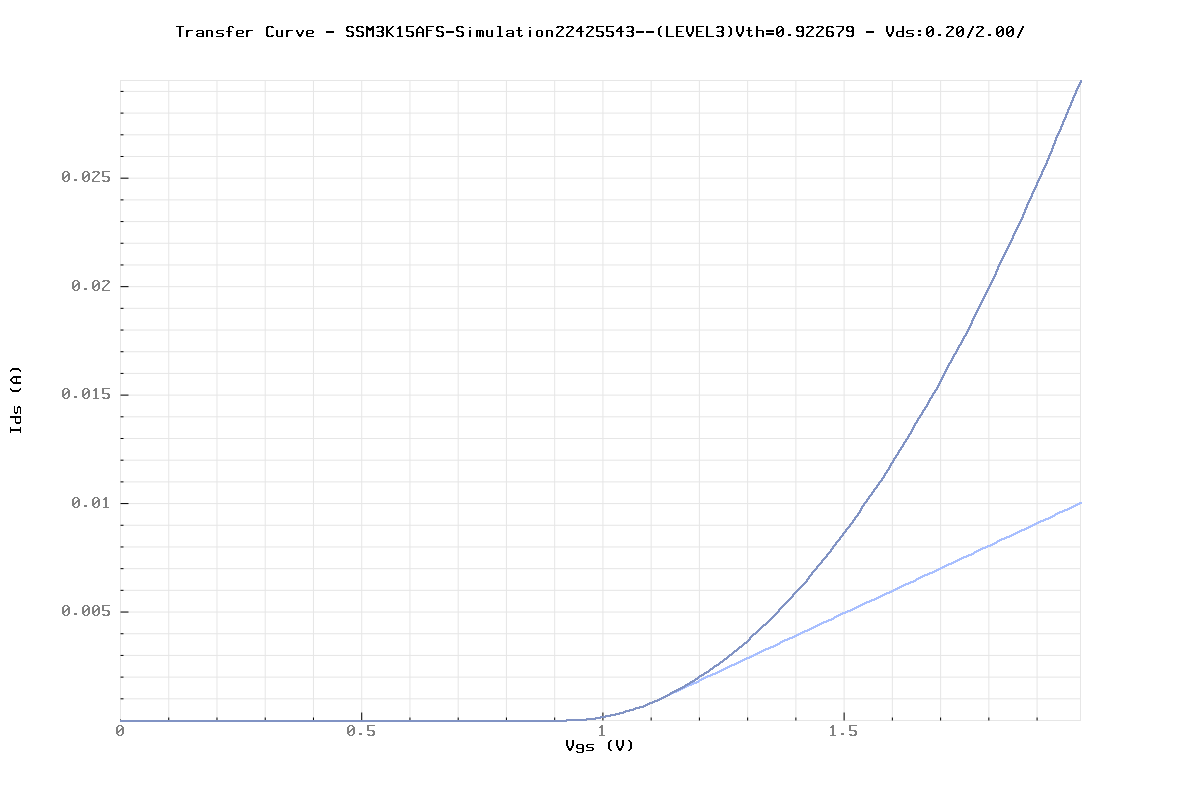 Transfer Curve - SSM3K15AFS-Simulation22425543--(LEVEL3)Vth=0.922679 - Vds:0.20/2.00/
0.025
0.02
0.015
0.01
0.005
Ids (A)
0 0.5 1 1.5
Vgs (V)